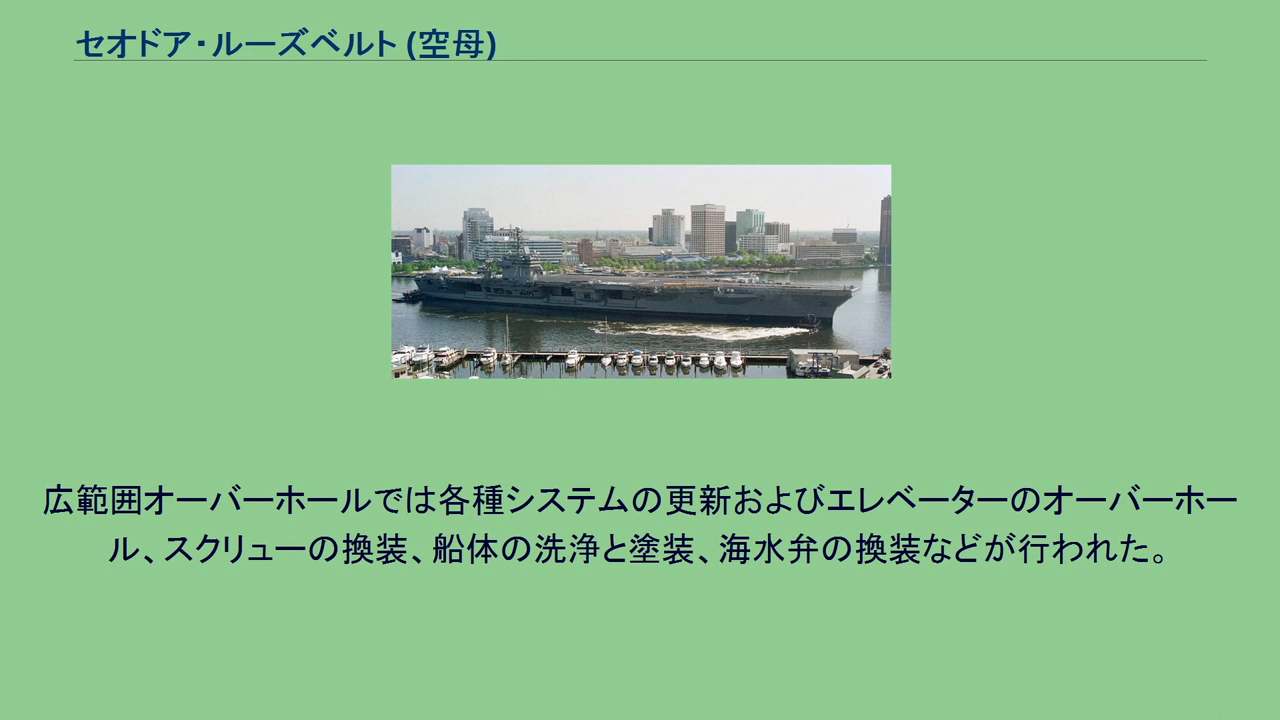 セオドア・ルーズベルト (空母)
広範囲オーバーホールでは各種システムの更新およびエレベーターのオーバーホー
ル、スクリューの換装、船体の洗浄と塗装、海水弁の換装などが行われた。